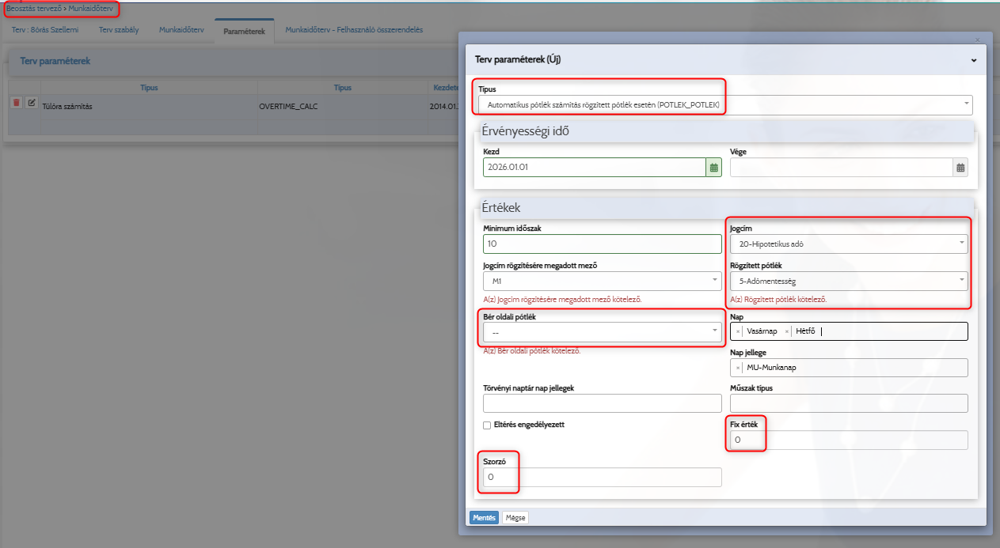 Beosztás tervező > Munkaidőterv
Terv : 8órás Szellemi Terv szabály Munkaidőterv Paraméterek Munkaidőterv - Felhasználó összerendelés
Terv paraméterek
Típus Típus
Túlóra számítás OVERTIME_CALC
x
Terv paraméterek (Új)
Típus
Automatikus pótlék számítás rögzített pótlék esetén (POTLEK_POTLEK)
Érvényességi idő
Kezd Vége
2026.01.01
Értékek
Minimum időszak Jogcím
10 20-Hipotetikus adó
Jogcím rögzítésére megadott mező Rögzített pótlék
M1 5-Adómentesség
A(z) Jogcím rögzítésére megadott mező kötelező. A(z) Rögzített pótlék kötelező.
Bér oldali pótlék Nap
-- × Vasárnap × Hétfő
A(z) Bér oldali pótlék kötelező. Nap jellege
× MU-Munkanap
Törvényi naptár nap jellegek Műszak típus
Eltérés engedélyezett Fix érték
0
Szorzó
0
Mentés Mégse